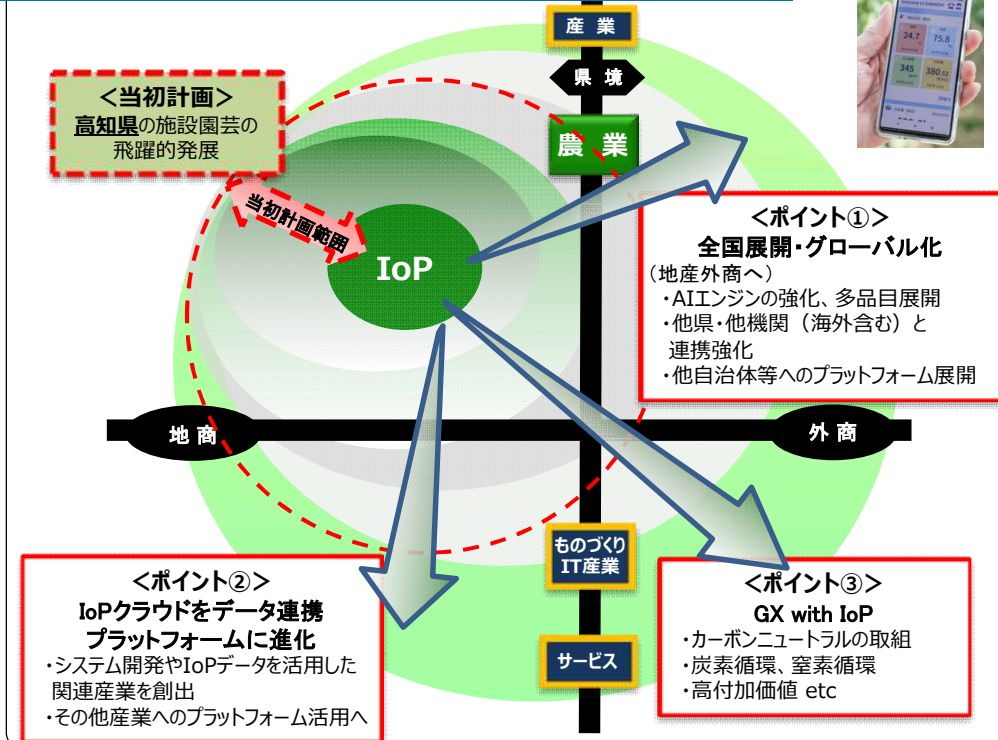 産 業
県 境
農 業
24.7
75.8
345
380.52
＜当初計画＞
高知県の施設園芸の
飛躍的発展
当初計画範囲
IoP
＜ポイント①＞
全国展開・グローバル化
（地産外商へ）
・AIエンジンの強化、多品目展開
・他県・他機関（海外含む）と
連携強化
・他自治体等へのプラットフォーム展開
地 商
外 商
ものづくり
IT産業
サービス
＜ポイント②＞
IoPクラウドをデータ連携
プラットフォームに進化
・システム開発やIoPデータを活用した
関連産業を創出
・その他産業へのプラットフォーム活用へ
＜ポイント③＞
GX with IoP
・カーボンニュートラルの取組
・炭素循環、窒素循環
・高付加価値 etc